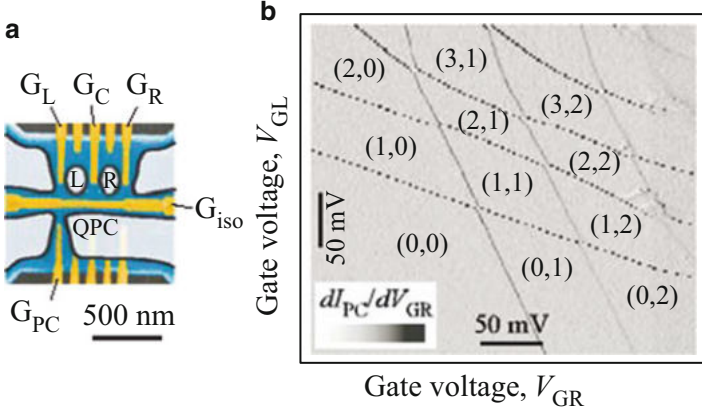 a
G_L G_C G_R
L R
G_iso
QPC
G_PC 500 nm
b
Gate voltage, V_GL
(2,0) (3,1)
(3,2)
(2,1)
(1,0) (2,2)
(1,1)
(1,2)
(0,0)
(0,1)
(0,2)
50 mV
dI_PC/dV_GR
50 mV
Gate voltage, V_GR